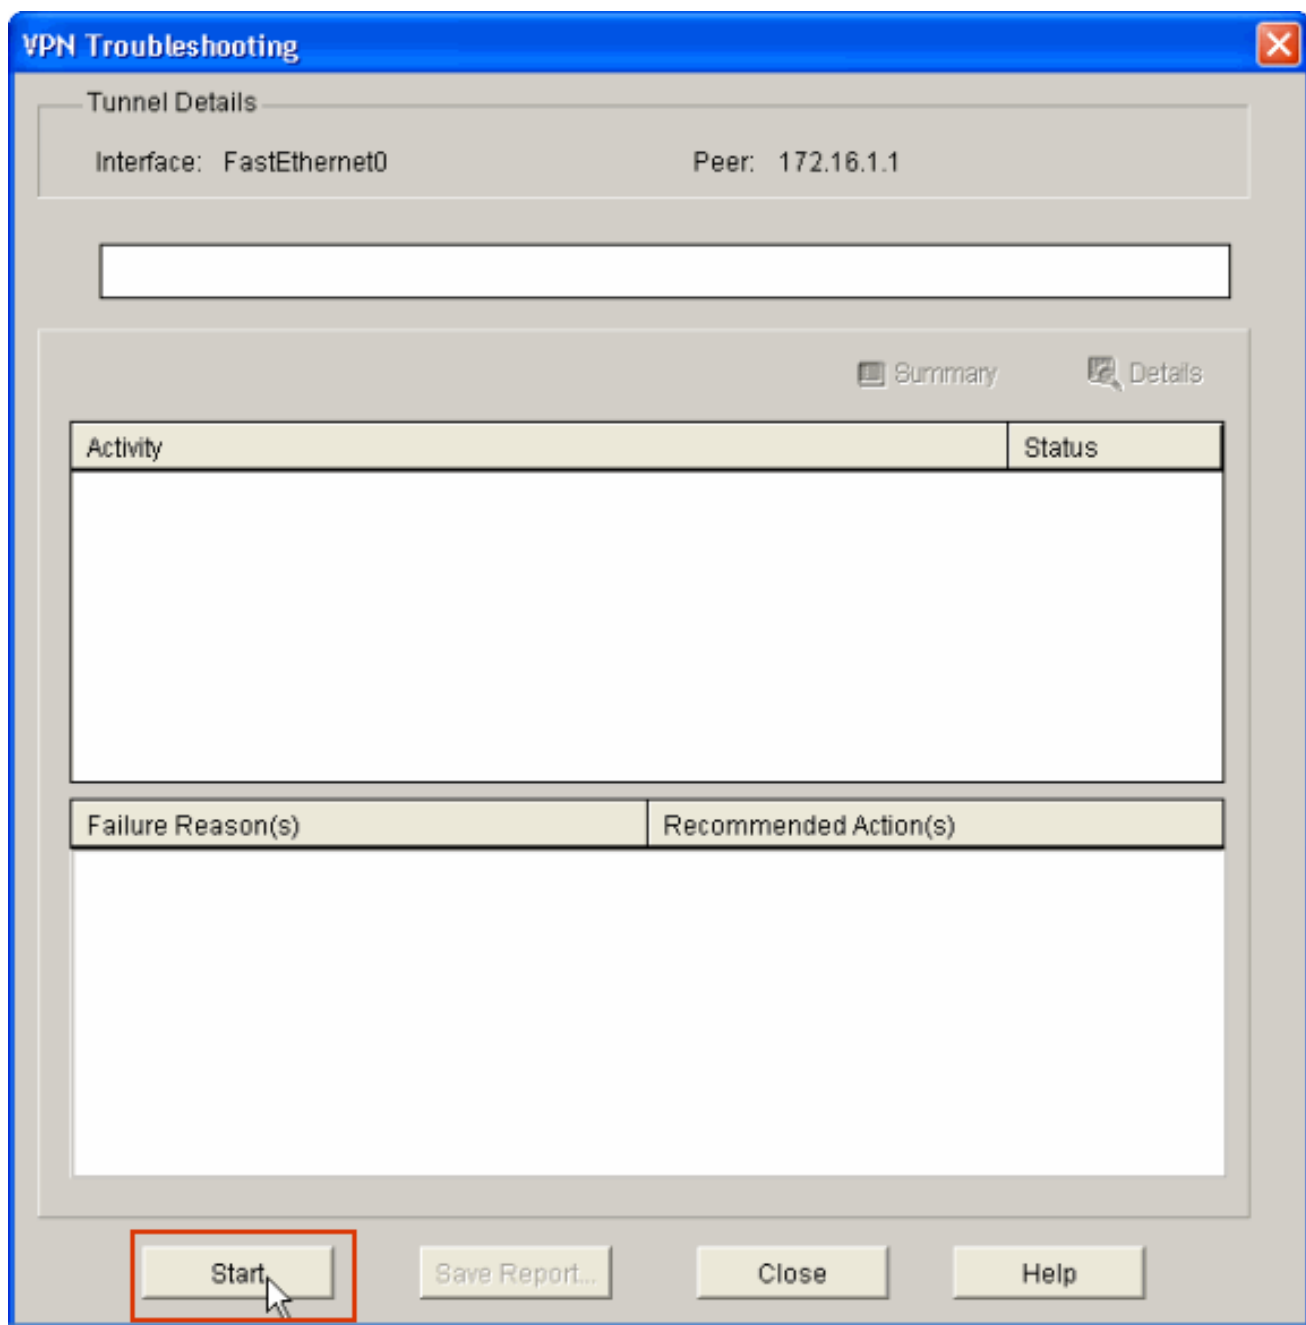 VPN Troubleshooting
Tunnel Details
Interface: FastEthernet0 Peer: 172.16.1.1
Summary Details
Activity Status
Failure Reason(s) Recommended Action(s)
Start Save Report... Close Help